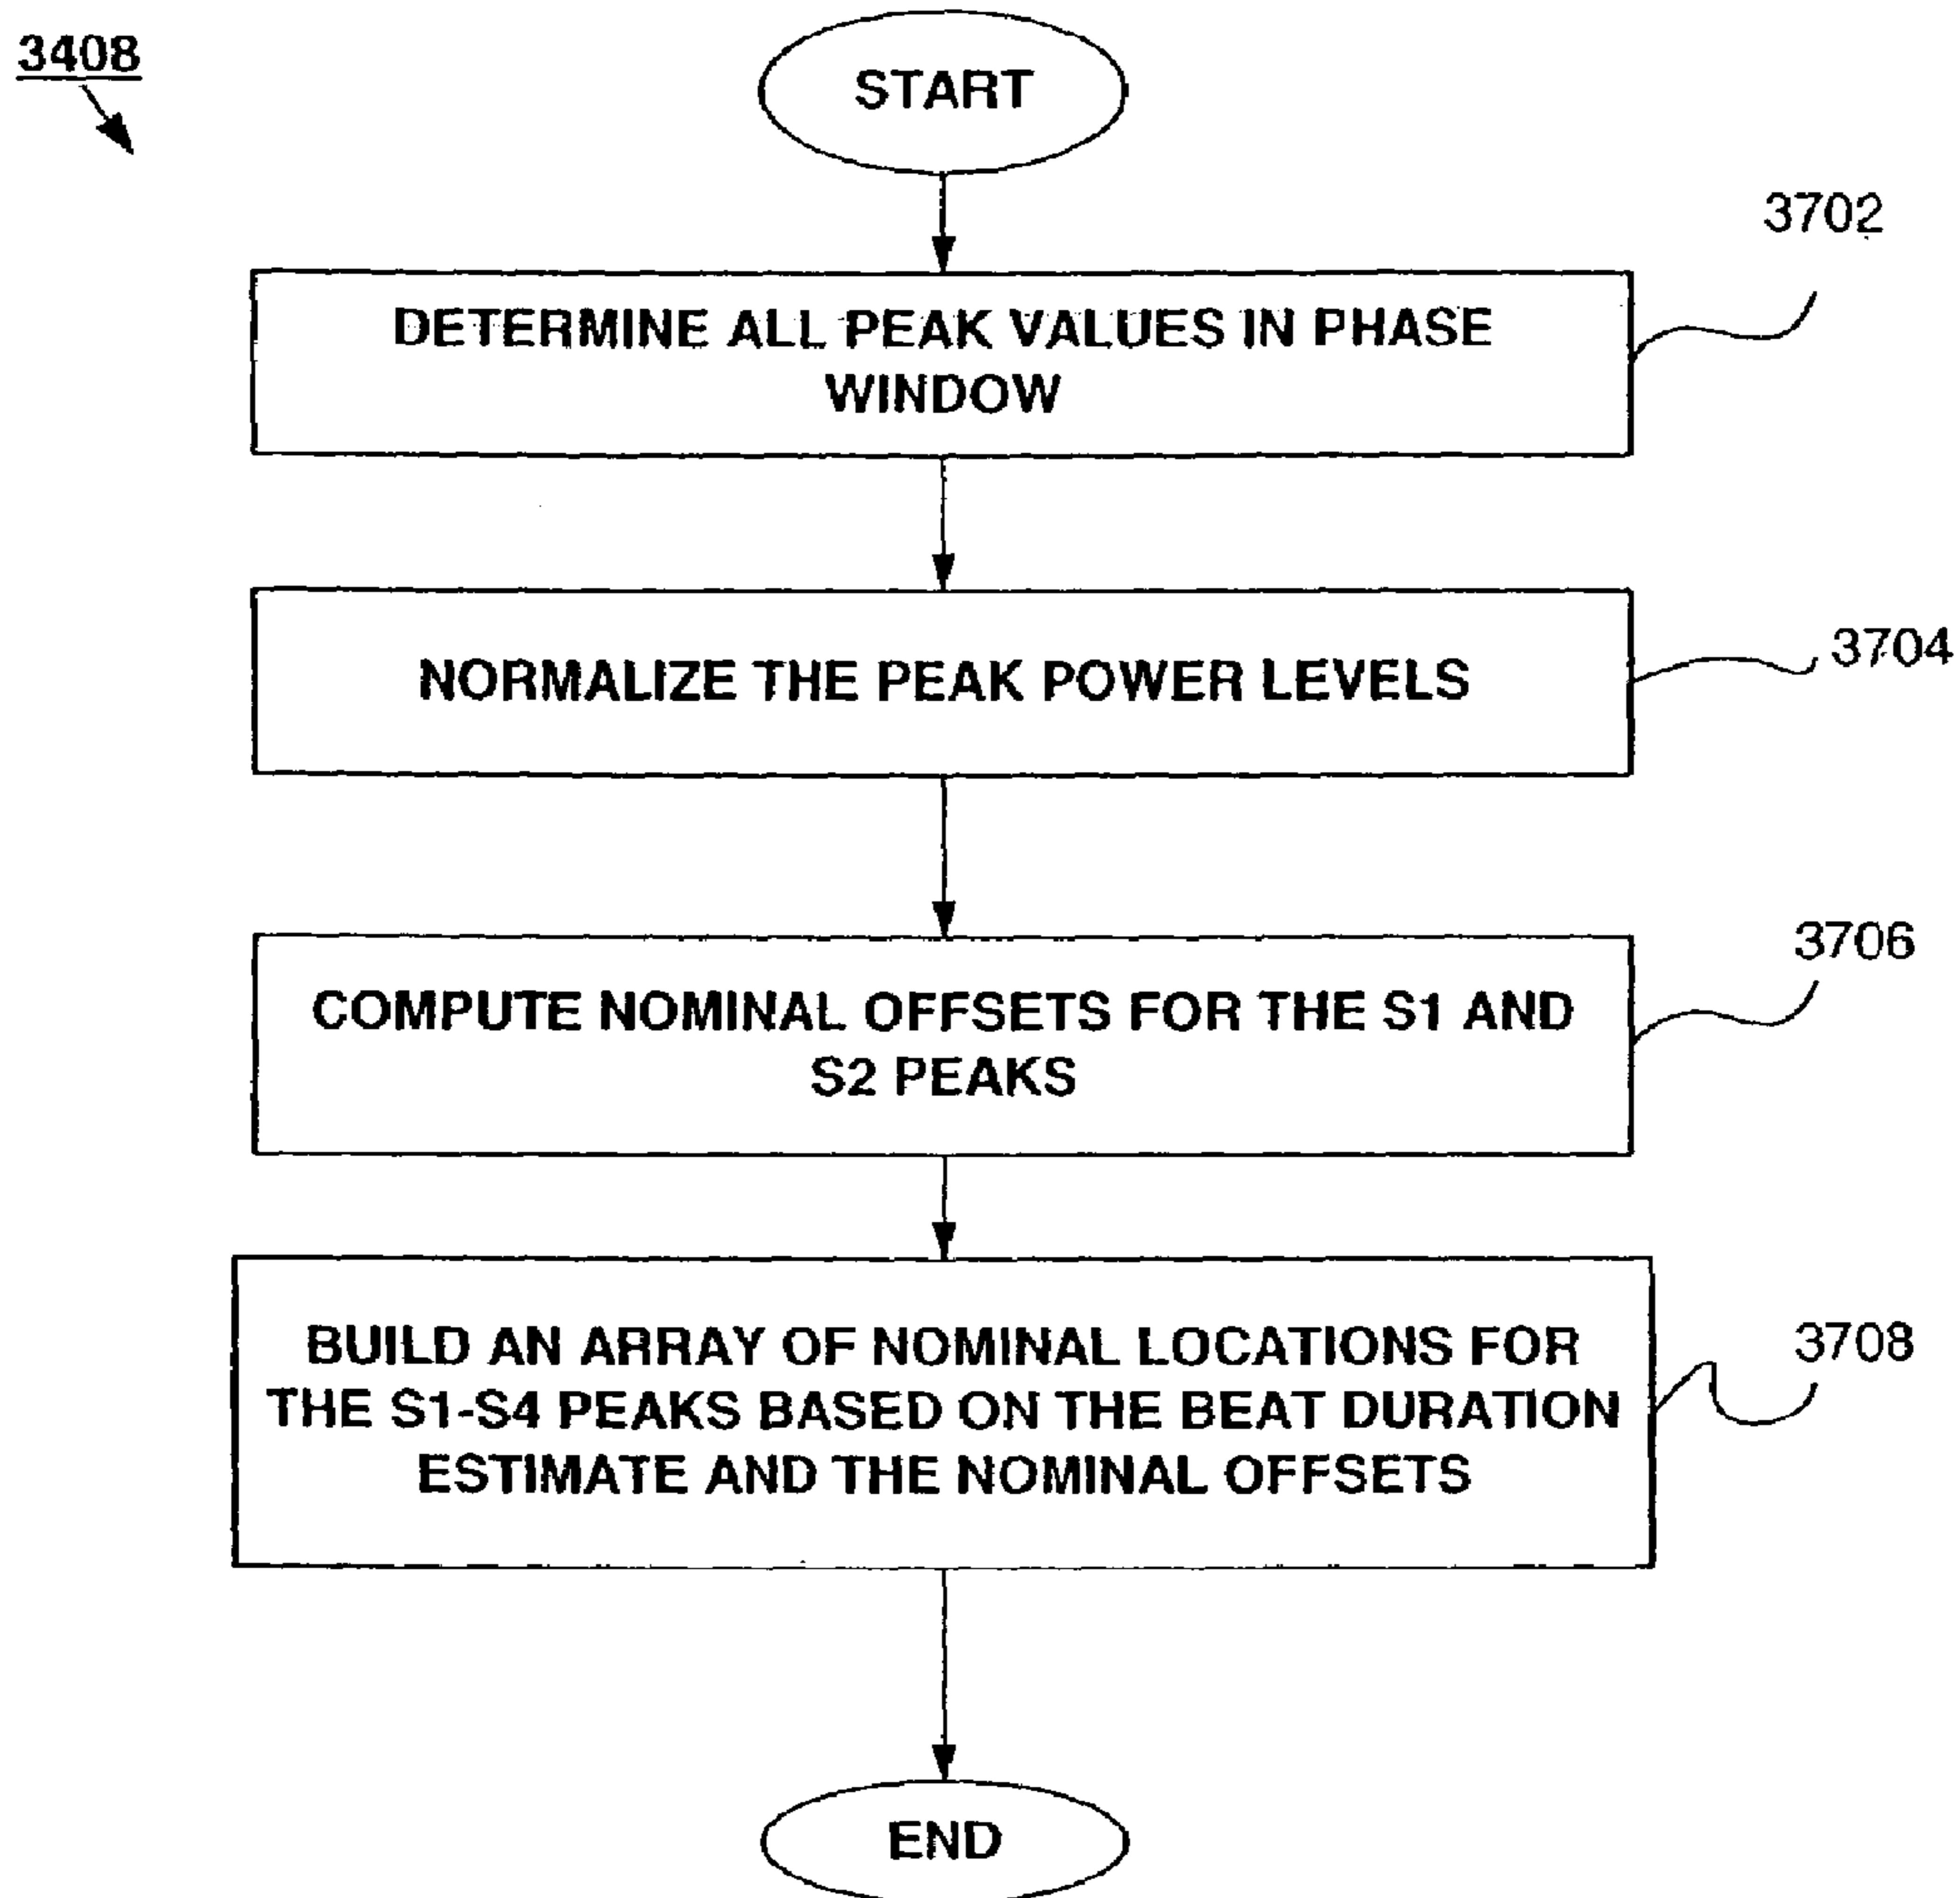 3408
START
3702
DETERMINE ALL PEAK VALUES IN PHASE
WINDOW
NORMALIZE THE PEAK POWER LEVELS
3704
3706
COMPUTE NOMINAL OFFSETS FOR THE S1 AND
S2 PEAKS
BUILD AN ARRAY OF NOMINAL LOCATIONS FOR
3708
THE S1-S4 PEAKS BASED ON THE BEAT DURATION
ESTIMATE AND THE NOMINAL OFFSETS
END